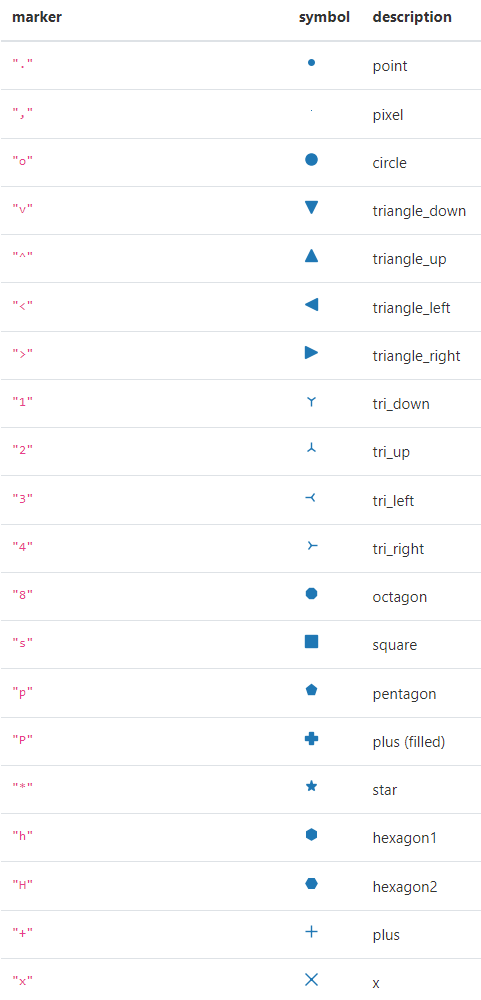 marker symbol description
"." point
"," pixel
"o" circle
"v" triangle_down
"^" triangle_up
"<" triangle_left
">" triangle_right
"1" tri_down
"2" tri_up
"3" tri_left
"4" tri_right
"8" octagon
"s" square
"p" pentagon
"P" plus (filled)
"*" star
"h" hexagon1
"H" hexagon2
"+" plus
"x" x